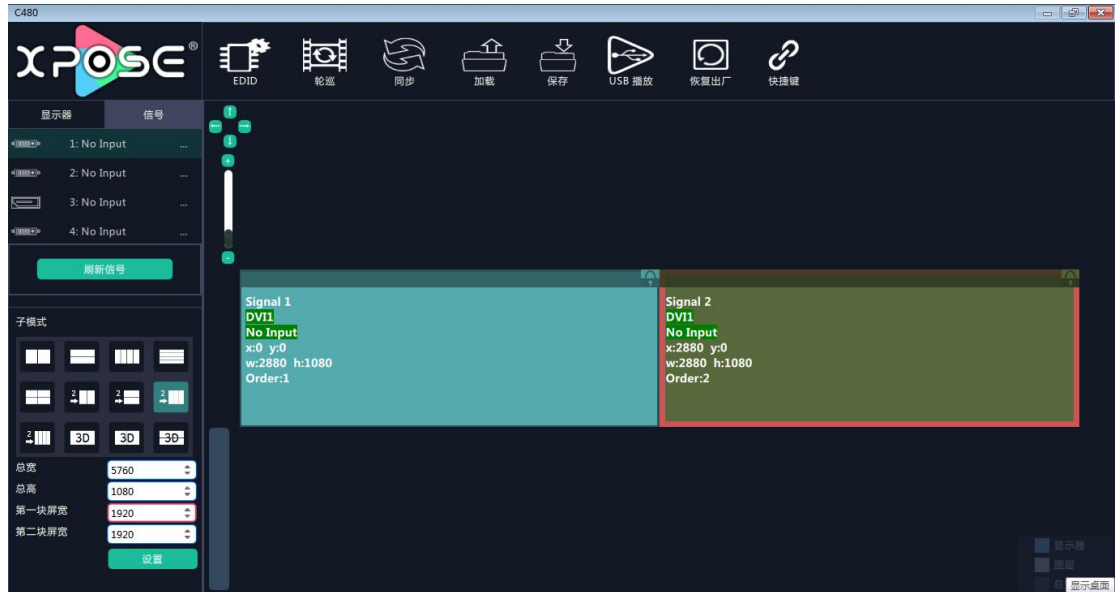 C480
XPOSE®
EDID
轮巡
同步
加载
保存
USB 播放
恢复出厂
快捷键
显示器
信号
1: No Input ...
2: No Input ...
3: No Input ...
4: No Input ...
刷新信号
Signal 1
DVI1
No Input
x:0 y:0
w:2880 h:1080
Order:1
Signal 2
DVI1
No Input
x:2880 y:0
w:2880 h:1080
Order:2
子模式
2
2
2
2
3D
3D
3D
总宽 5760
总高 1080
第一块屏宽 1920
第二块屏宽 1920
设置
显示器
图层
总
显示桌面